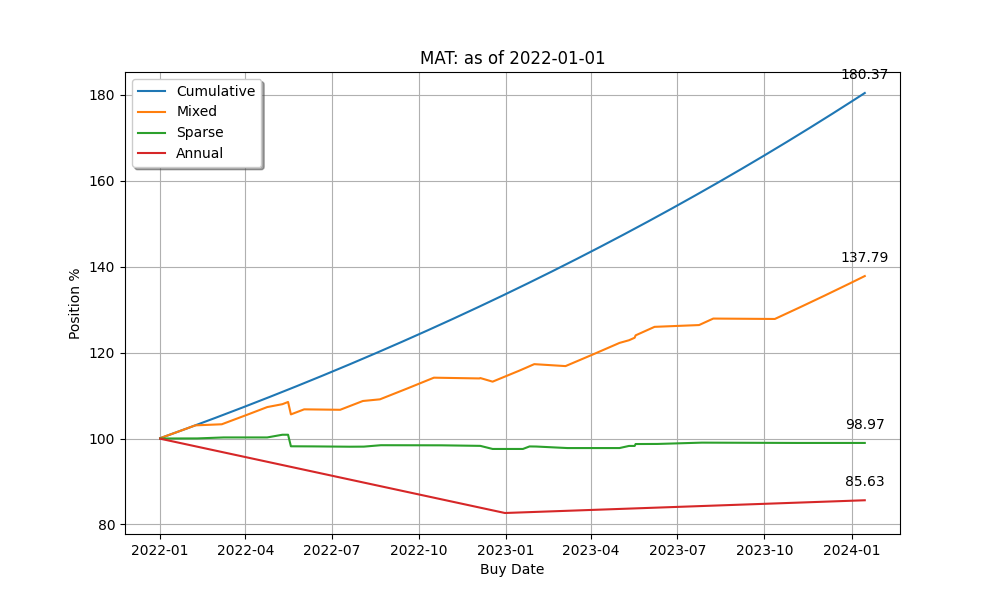 MAT: as of 2022-01-01
180.37
180
Cumulative
Mixed
Sparse
Annual
160
137.79
140
120
98.97
100
85.63
80
Position %
2022-01 2022-04 2022-07 2022-10 2023-01 2023-04 2023-07 2023-10 2024-01
Buy Date